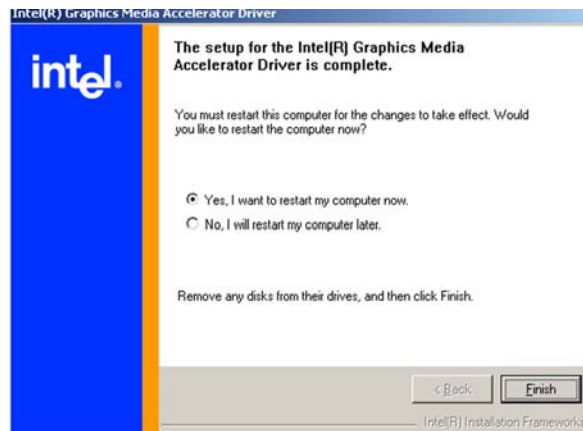 Intel(R) Graphics Media Accelerator Driver
intel.
The setup for the Intel(R) Graphics Media
Accelerator Driver is complete.
You must restart this computer for the changes to take effect. Would
you like to restart the computer now?
Yes, I want to restart my computer now.
No, I will restart my computer later.
Remove any disks from their drives, and then click Finish.
< Back
Finish
Intel(R) Installation Frameworks